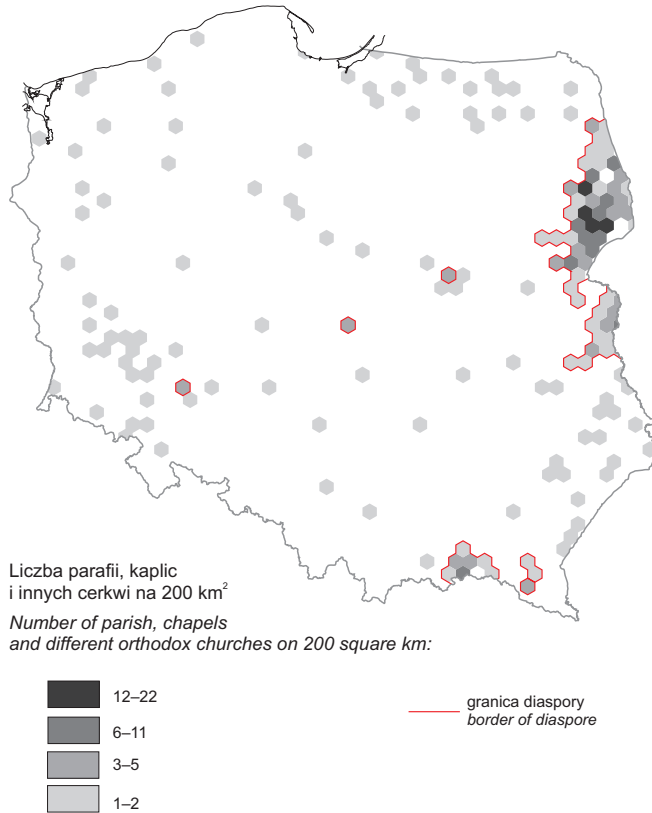 Liczba parafii, kaplic
i innych cerkwi na 200 km²
Number of parish, chapels
and different orthodox churches on 200 square km:
12–22
6–11
3–5
1–2
granica diaspory
border of diaspore